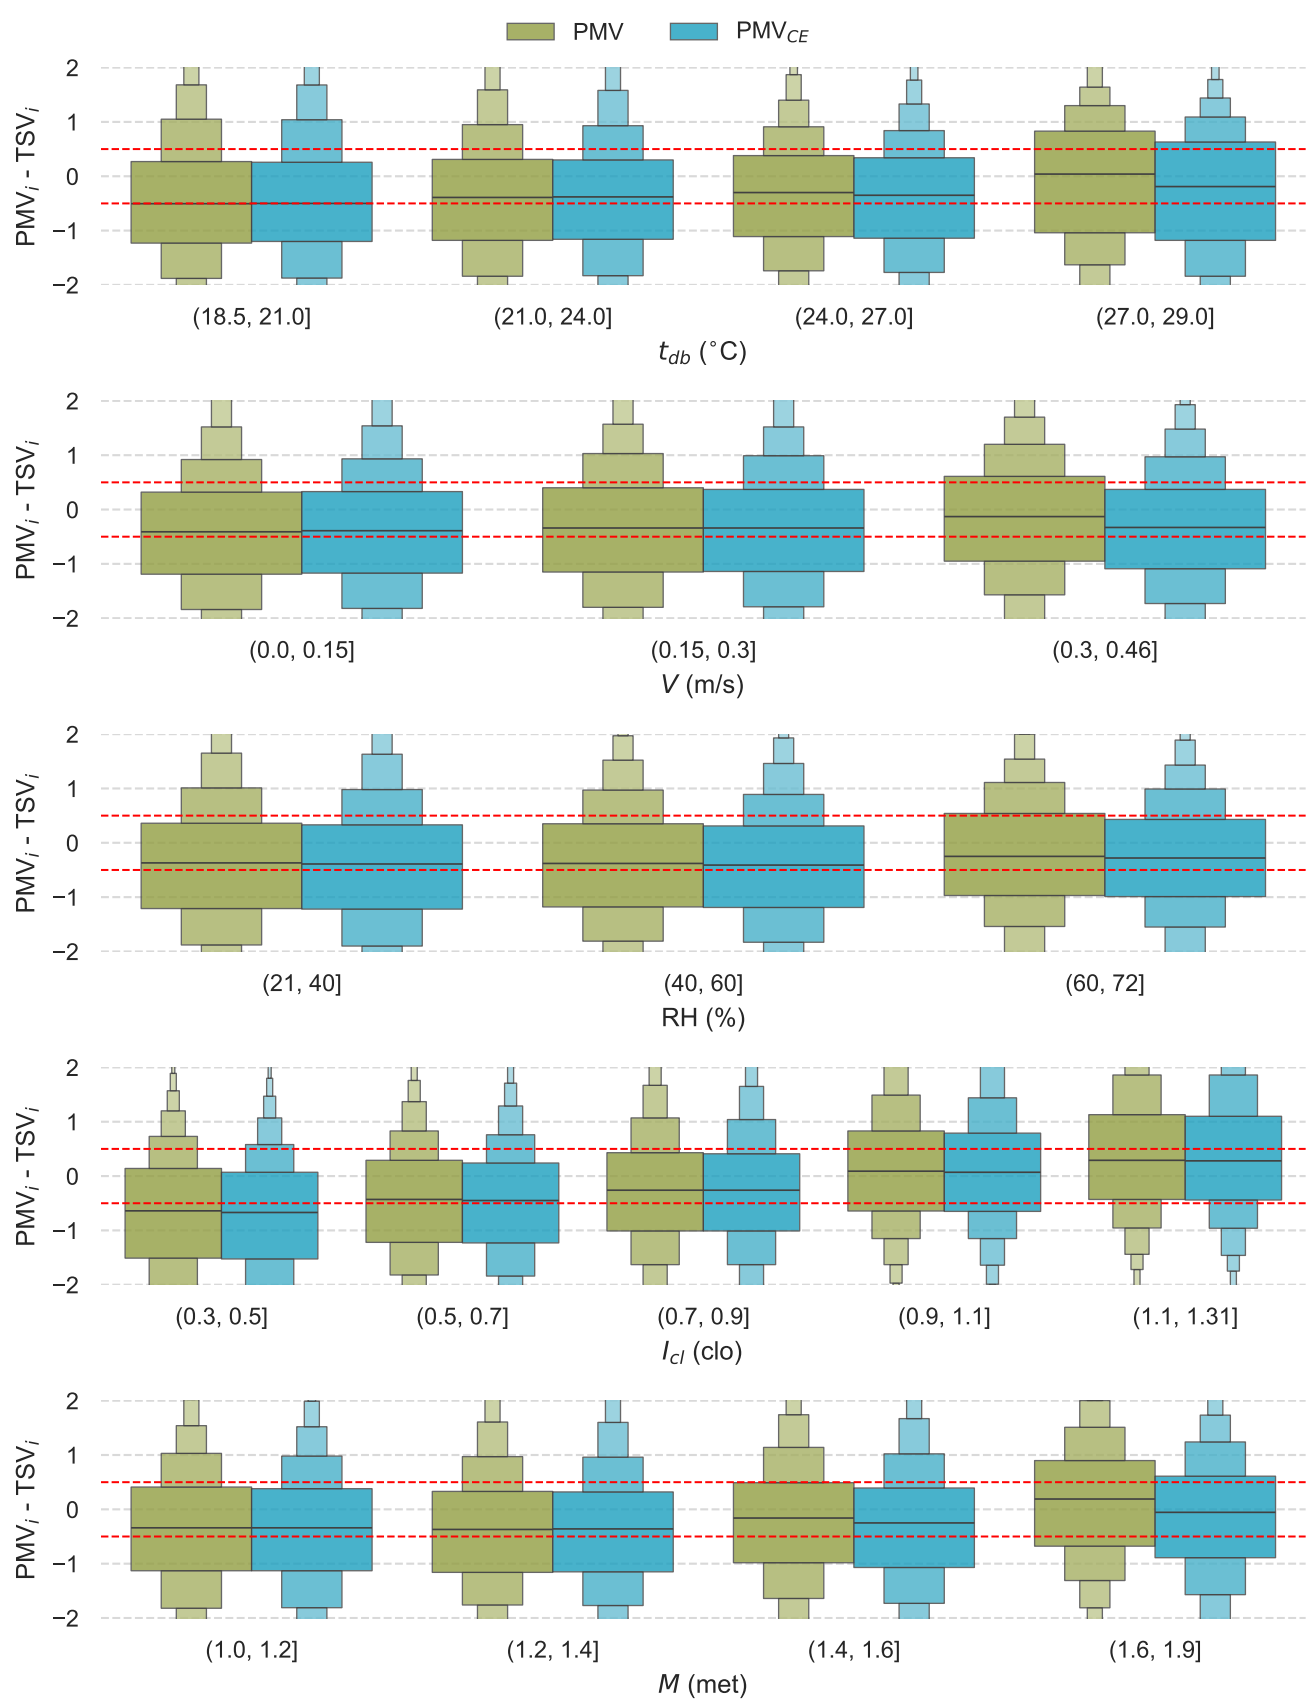 PMV PMV_CE
2
1
0
−1
−2
PMV_i - TSV_i
(18.5, 21.0] (21.0, 24.0] (24.0, 27.0] (27.0, 29.0]
t_db (°C)
2
1
0
−1
−2
PMV_i - TSV_i
(0.0, 0.15] (0.15, 0.3] (0.3, 0.46]
V (m/s)
2
1
0
−1
−2
PMV_i - TSV_i
(21, 40] (40, 60] (60, 72]
RH (%)
2
1
0
−1
−2
PMV_i - TSV_i
(0.3, 0.5] (0.5, 0.7] (0.7, 0.9] (0.9, 1.1] (1.1, 1.31]
I_cl (clo)
2
1
0
−1
−2
PMV_i - TSV_i
(1.0, 1.2] (1.2, 1.4] (1.4, 1.6] (1.6, 1.9]
M (met)